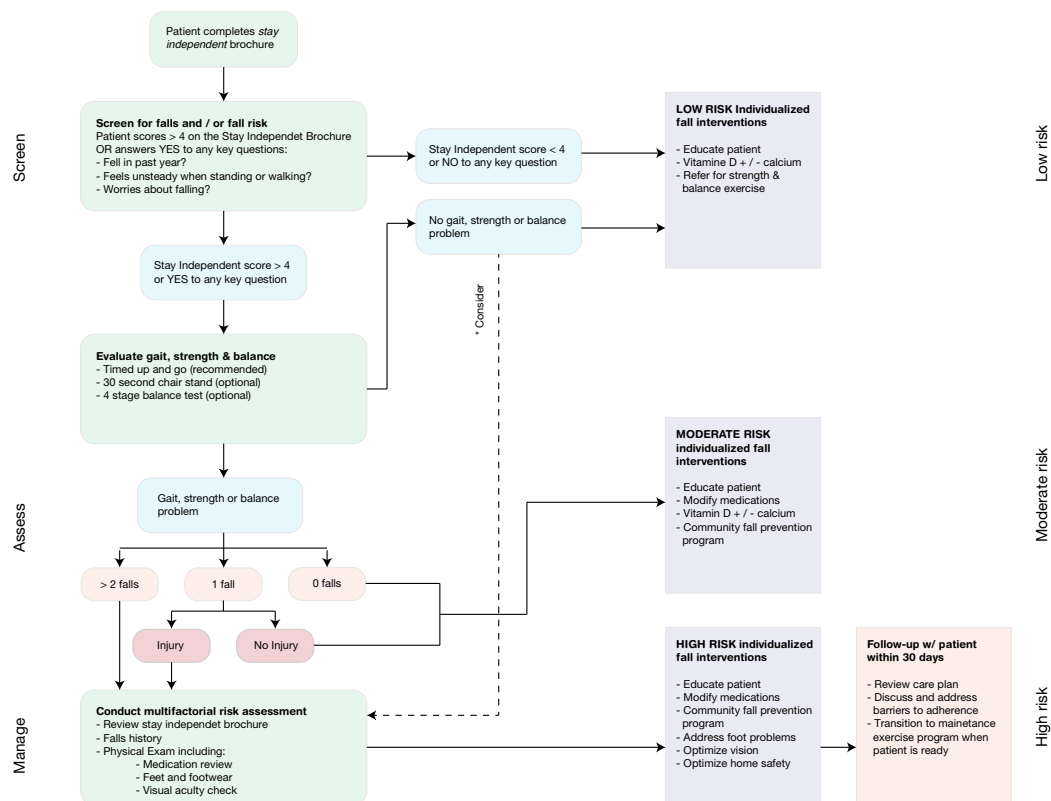 Patient completes stay
independent brochure
Screen
Screen for falls and / or fall risk
Patient scores > 4 on the Stay Independet Brochure
OR answers YES to any key questions:
- Fell in past year?
- Feels unsteady when standing or walking?
- Worries about falling?
Stay Independent score < 4
or NO to any key question
LOW RISK Individualized
fall interventions
- Educate patient
- Vitamine D + / - calcium
- Refer for strength &
balance exercise
Low risk
No gait, strength or balance
problem
Stay Independent score > 4
or YES to any key question
* Consider
Evaluate gait, strength & balance
- Timed up and go (recommended)
- 30 second chair stand (optional)
- 4 stage balance test (optional)
MODERATE RISK
individualized fall
interventions
- Educate patient
- Modify medications
- Vitamin D + / - calcium
- Community fall prevention
program
Moderate risk
Assess
Gait, strength or balance
problem
> 2 falls
1 fall
0 falls
Injury
No Injury
Manage
Conduct multifactorial risk assessment
- Review stay independet brochure
- Falls history
- Physical Exam including:
- Medication review
- Feet and footwear
- Visual aculty check
HIGH RISK individualized
fall interventions
- Educate patient
- Modify medications
- Community fall prevention
program
- Address foot problems
- Optimize vision
- Optimize home safety
Follow-up w/ patient
within 30 days
- Review care plan
- Discuss and address
barriers to adherence
- Transition to mainetance
exercise program when
patient is ready
High risk